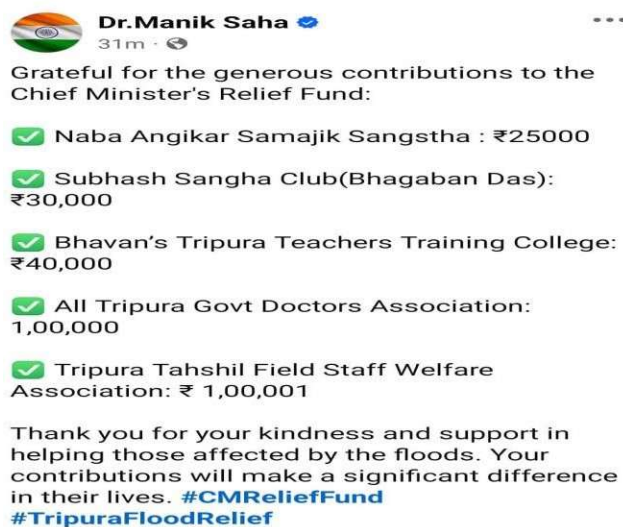 Dr.Manik Saha
31m ·
Grateful for the generous contributions to the
Chief Minister's Relief Fund:
✅ Naba Angikar Samajik Sangstha : ₹25000
✅ Subhash Sangha Club(Bhagaban Das):
₹30,000
✅ Bhavan's Tripura Teachers Training College:
₹40,000
✅ All Tripura Govt Doctors Association:
1,00,000
✅ Tripura Tahshil Field Staff Welfare
Association: ₹ 1,00,001
Thank you for your kindness and support in
helping those affected by the floods. Your
contributions will make a significant difference
in their lives. #CMReliefFund
#TripuraFloodRelief